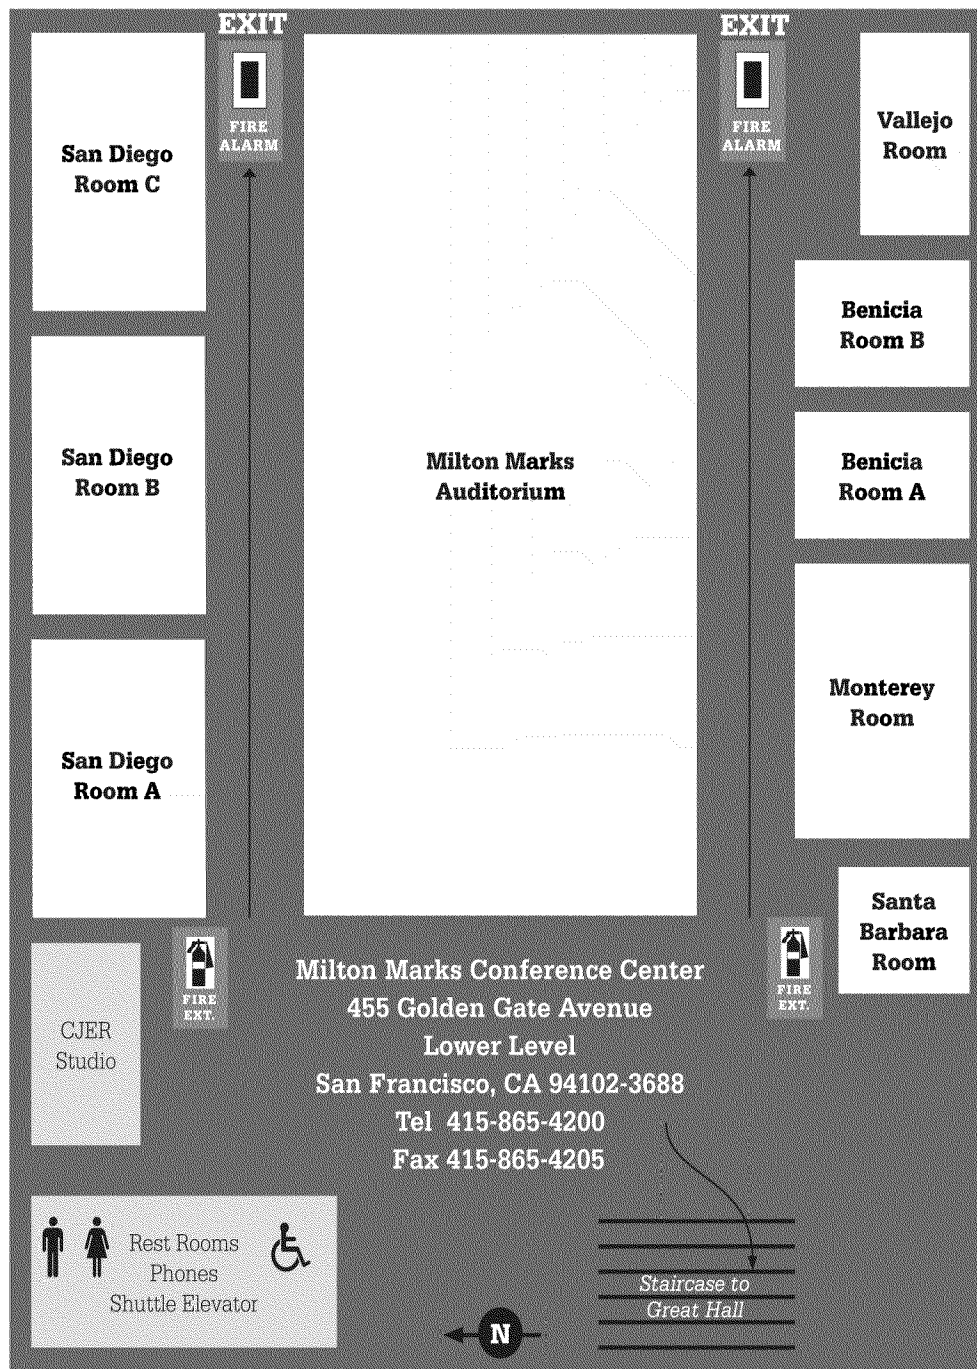 EXIT
EXIT
FIRE
ALARM
FIRE
ALARM
San Diego
Room C
Vallejo
Room
Benicia
Room B
San Diego
Room B
Milton Marks
Auditorium
Benicia
Room A
Monterey
Room
San Diego
Room A
Santa
Barbara
Room
FIRE
EXT.
FIRE
EXT.
CJER
Studio
Milton Marks Conference Center
455 Golden Gate Avenue
Lower Level
San Francisco, CA 94102-3688
Tel 415-865-4200
Fax 415-865-4205
Rest Rooms
Phones
Shuttle Elevator
Staircase to
Great Hall
N